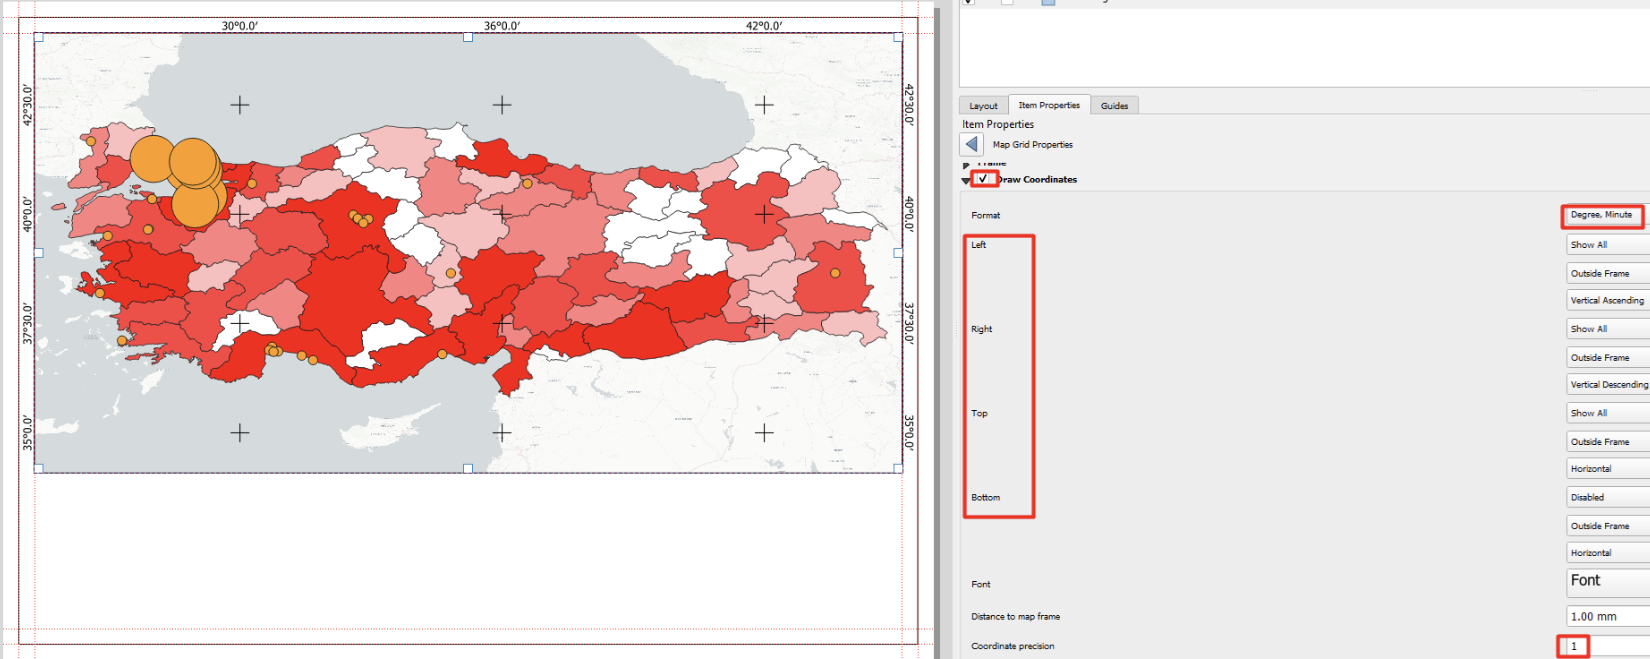 30°0.0′ 36°0.0′ 42°0.0′
42°30.0′
40°0.0′
37°30.0′
35°0.0′
42°30.0′
40°0.0′
37°30.0′
35°0.0′
Layout Item Properties Guides
Item Properties
Map Grid Properties
Frame
Draw Coordinates
Format Degree, Minute
Left Show All
Outside Frame
Vertical Ascending
Right Show All
Outside Frame
Vertical Descending
Top Show All
Outside Frame
Horizontal
Bottom Disabled
Outside Frame
Horizontal
Font Font
Distance to map frame 1.00 mm
Coordinate precision 1